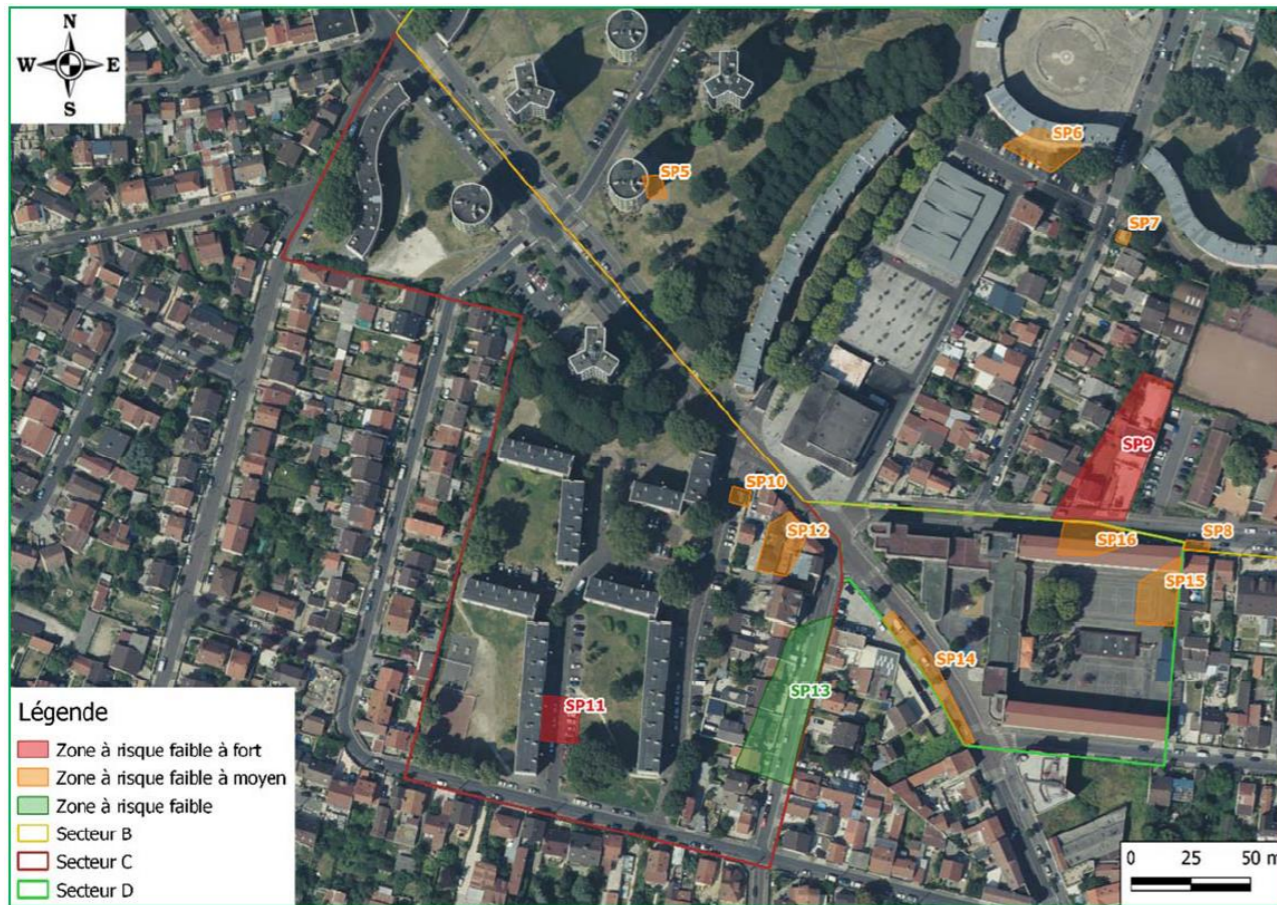 N
W E
S
SP6
SP5
SP7
SP9
SP10
SP12
SP16
SP8
SP15
SP14
SP13
SP11
Légende
Zone à risque faible à fort
Zone à risque faible à moyen
Zone à risque faible
Secteur B
Secteur C
Secteur D
0 25 50 m